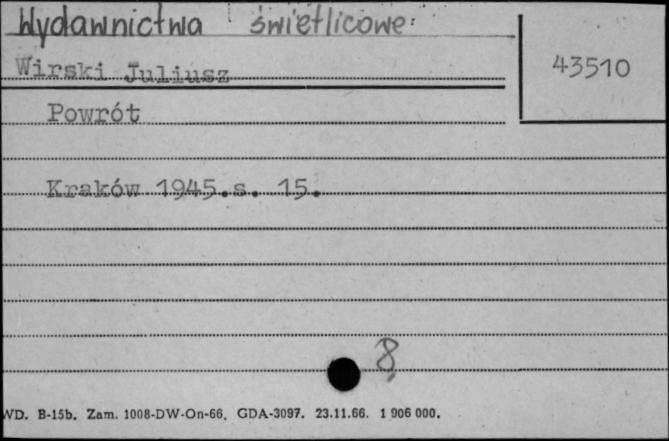 Wydawnictwa świetlicowe:
43510
Wirski Juliusz
Powrót
Kraków 1945.s. 15.
8
WD. B-15b. Zam. 1008-DW-On-66. GDA-3097. 23.11.66. 1 906 000.